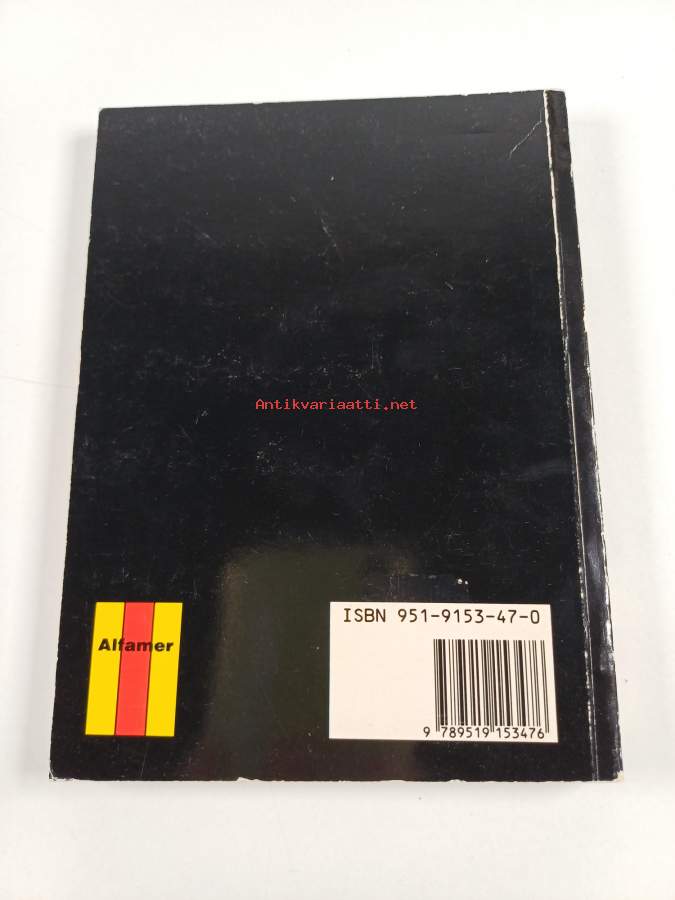 Antikvariaatti.net
Alfamer
ISBN 951-9153-47-0
9 789519 153476